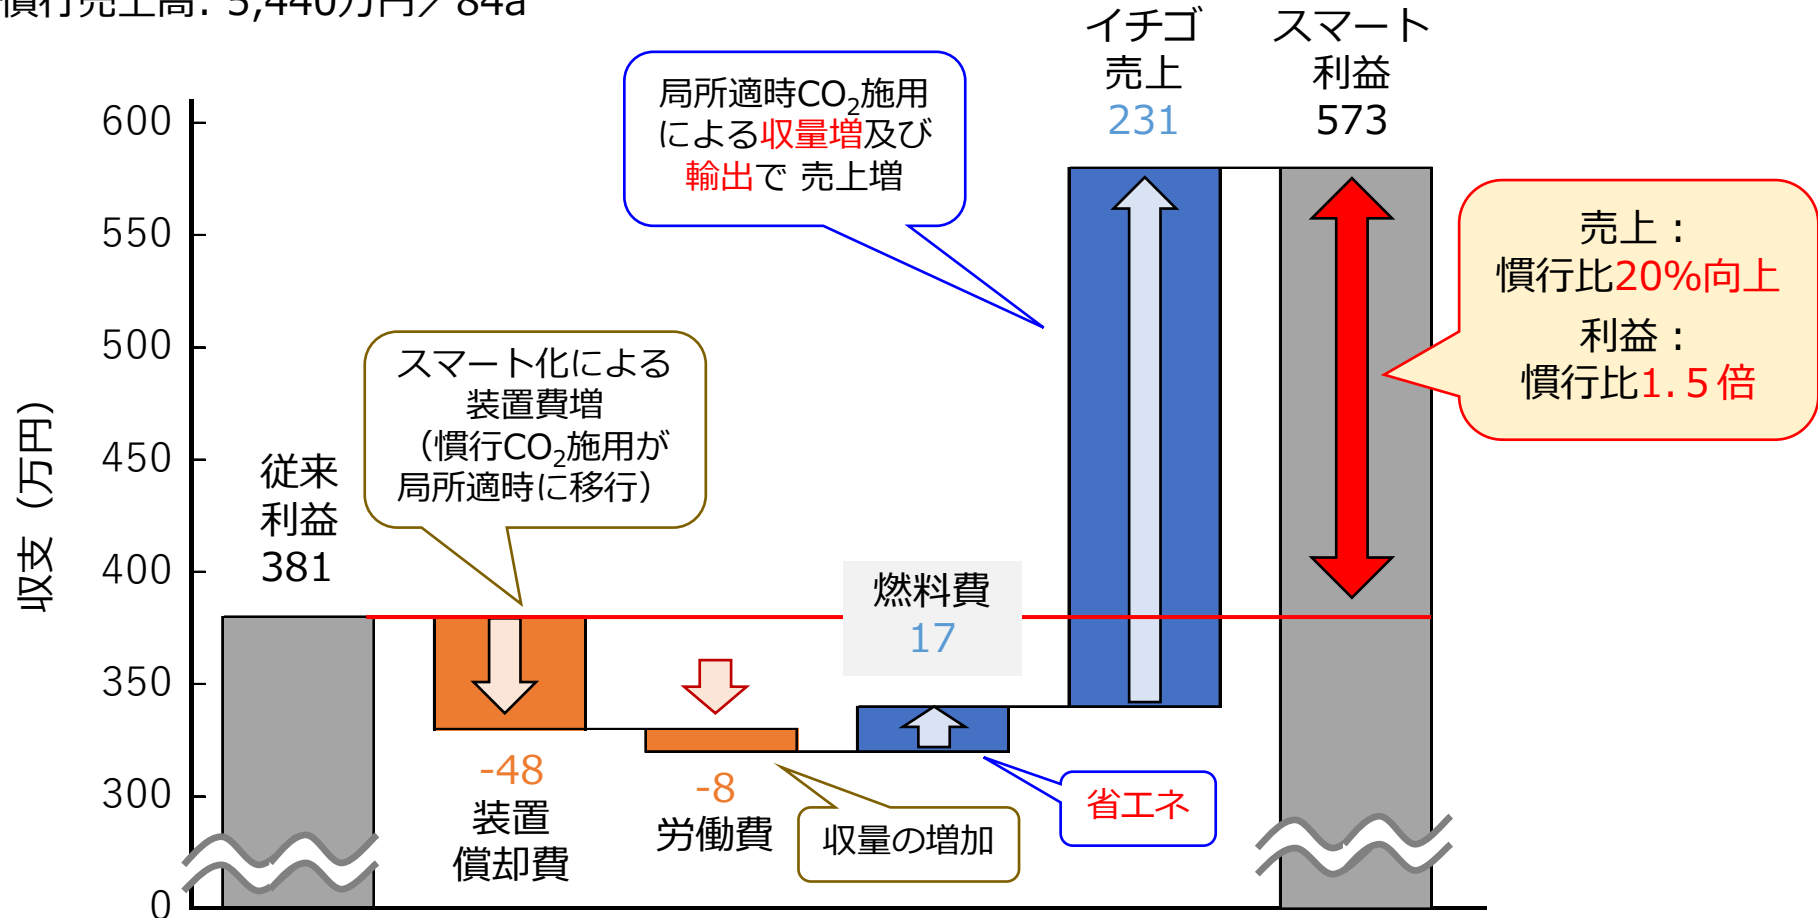 慣行売上高: 5,440万円／84a
イチゴ
売上
231
スマート
利益
573
局所適時CO₂施用
による収量増及び
輸出で 売上増
売上：
慣行比20%向上
利益：
慣行比1.５倍
スマート化による
装置費増
（慣行CO₂施用が
局所適時に移行）
従来
利益
381
燃料費
17
-48
装置
償却費
-8
労働費
収量の増加
省エネ
収支（万円）
600
550
500
450
400
350
300
0